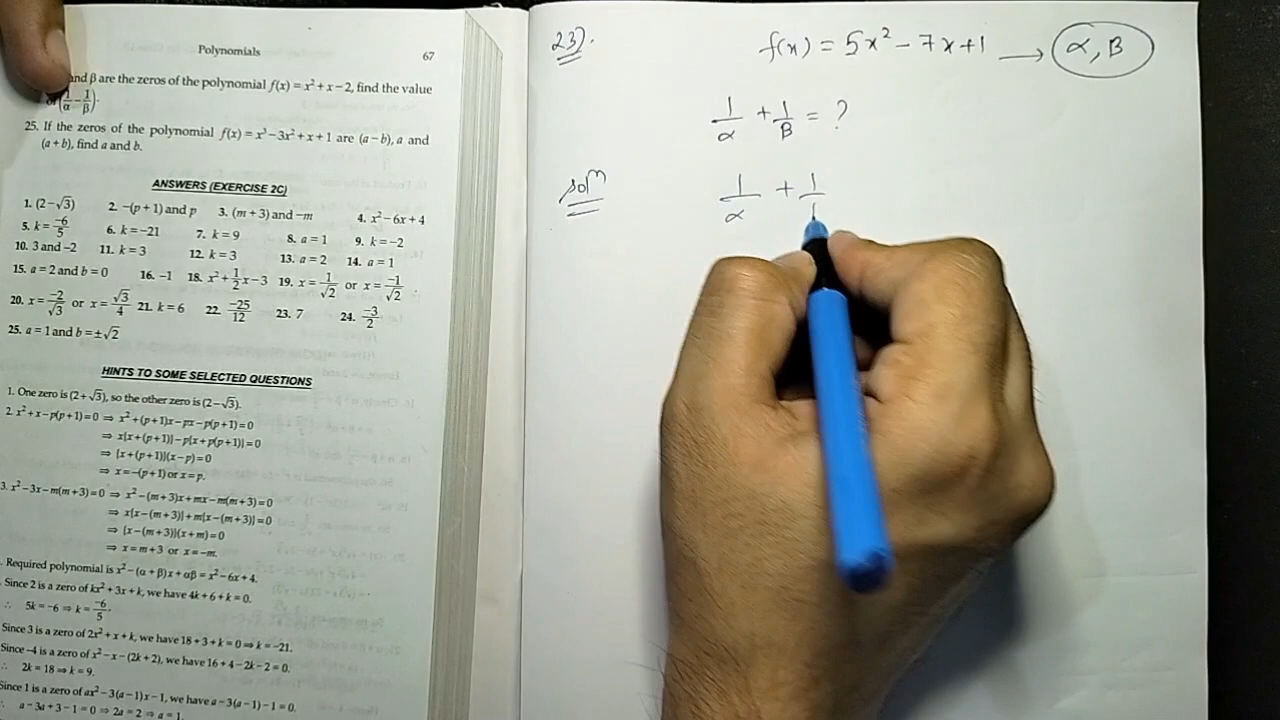 Polynomials 67
and β are the zeros of the polynomial f(x) = x² + x − 2, find the value
(1/α − 1/β).
25. If the zeros of the polynomial f(x) = x³ − 3x² + x + 1 are (a − b), a and
(a + b), find a and b.
ANSWERS (EXERCISE 2C)
1. (2 − √3) 2. −(p + 1) and p 3. (m + 3) and −m 4. x² − 6x + 4
5. k = −6/5 6. k = −21 7. k = 9 8. a = 1 9. k = −2
10. 3 and −2 11. k = 3 12. k = 3 13. a = 2 14. a = 1
15. a = 2 and b = 0 16. −1 18. x² + 1/2 x − 3 19. x = 1/√2 or x = −1/√2
20. x = −2/√3 or x = √3/4 21. k = 6 22. −25/12 23. 7 24. −3/2
25. a = 1 and b = ±√2
HINTS TO SOME SELECTED QUESTIONS
1. One zero is (2 + √3), so the other zero is (2 − √3).
2. x² + x − p(p + 1) = 0 ⇒ x² + (p + 1)x − px − p(p + 1) = 0
⇒ x{x + (p + 1)} − p{x + p(p + 1)} = 0
⇒ {x + (p + 1)}(x − p) = 0
⇒ x = −(p + 1) or x = p.
3. x² − 3x − m(m + 3) = 0 ⇒ x² − (m + 3)x + mx − m(m + 3) = 0
⇒ x{x − (m + 3)} + m{x − (m + 3)} = 0
⇒ {x − (m + 3)}(x + m) = 0
⇒ x = m + 3 or x = −m.
. Required polynomial is x² − (α + β)x + αβ = x² − 6x + 4.
Since 2 is a zero of kx² + 3x + k, we have 4k + 6 + k = 0.
∴ 5k = −6 ⇒ k = −6/5.
Since 3 is a zero of 2x² + x + k, we have 18 + 3 + k = 0 ⇒ k = −21.
Since −4 is a zero of x² − x − (2k + 2), we have 16 + 4 − 2k − 2 = 0.
∴ 2k = 18 ⇒ k = 9.
Since 1 is a zero of ax² − 3(a − 1)x − 1, we have a − 3(a − 1) − 1 = 0.
∴ a − 3a + 3 − 1 = 0 ⇒ 2a = 2 ⇒ a = 1.
23). f(x) = 5x² − 7x + 1 → α, β
1/α + 1/β = ?
soln 1/α + 1/